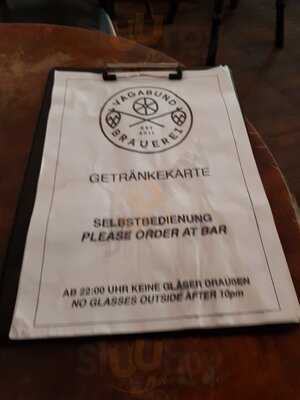 VAGABUND
EST
2011
BRAUEREI
GETRÄNKEKARTE
SELBSTBEDIENUNG
PLEASE ORDER AT BAR
AB 22:00 UHR KEINE GLÄSER DRAUßEN
NO GLASSES OUTSIDE AFTER 10pm